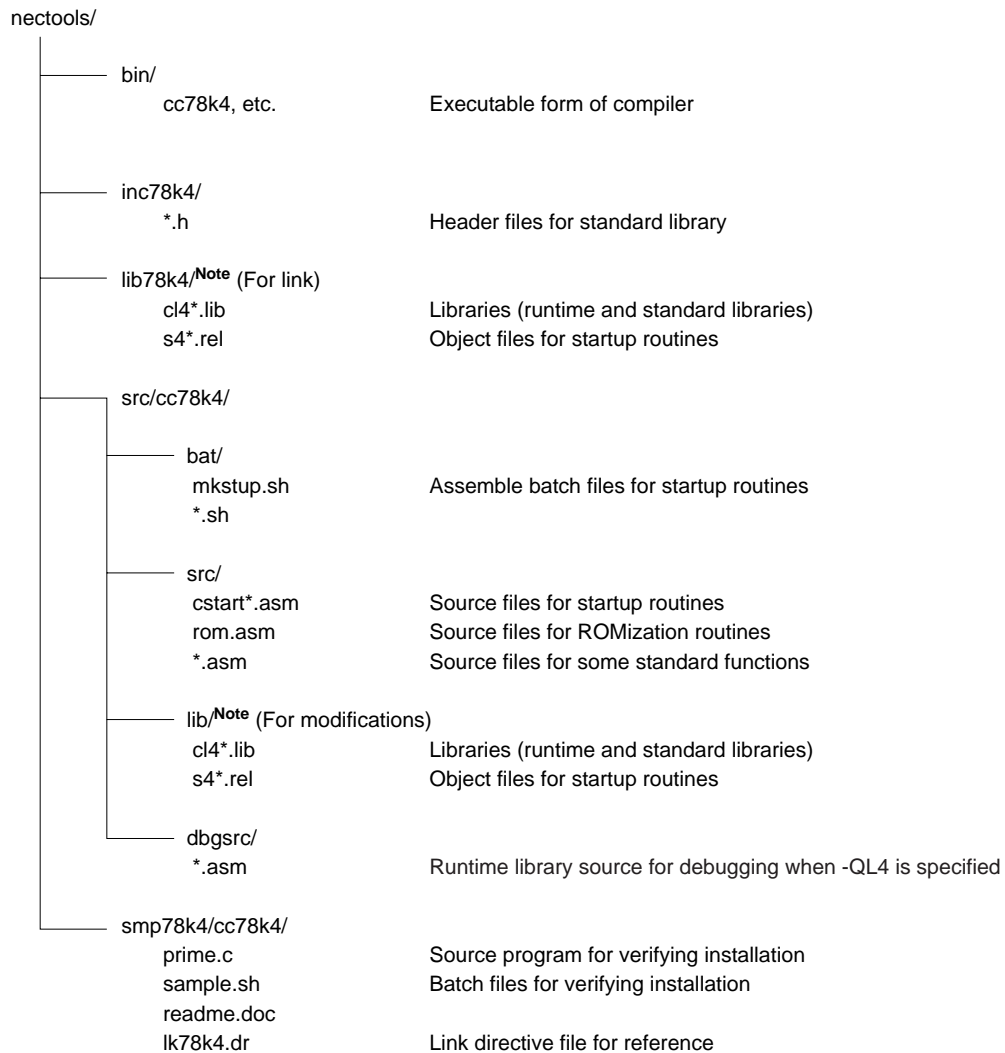 nectools/
bin/
cc78k4, etc. Executable form of compiler
inc78k4/
*.h Header files for standard library
lib78k4/Note (For link)
cl4*.lib Libraries (runtime and standard libraries)
s4*.rel Object files for startup routines
src/cc78k4/
bat/
mkstup.sh Assemble batch files for startup routines
*.sh
src/
cstart*.asm Source files for startup routines
rom.asm Source files for ROMization routines
*.asm Source files for some standard functions
lib/Note (For modifications)
cl4*.lib Libraries (runtime and standard libraries)
s4*.rel Object files for startup routines
dbgsrc/
*.asm Runtime library source for debugging when -QL4 is specified
smp78k4/cc78k4/
prime.c Source program for verifying installation
sample.sh Batch files for verifying installation
readme.doc
lk78k4.dr Link directive file for reference